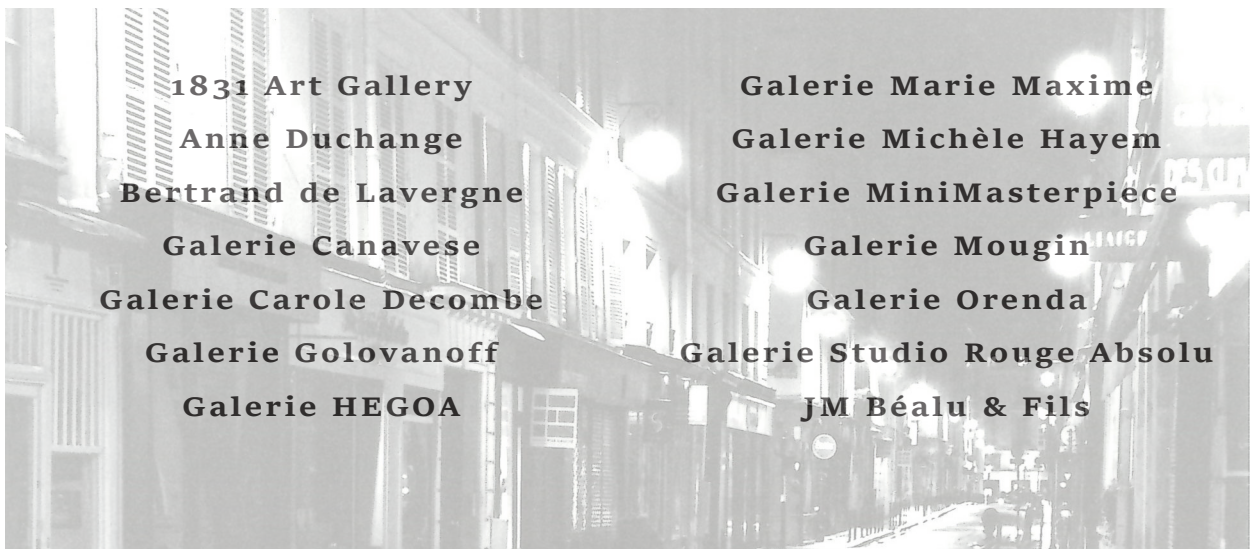 1831 Art Gallery
Anne Duchange
Bertrand de Lavergne
Galerie Canavese
Galerie Carole Decombe
Galerie Golovanoff
Galerie HEGOA
Galerie Marie Maxime
Galerie Michèle Hayem
Galerie MiniMasterpiece
Galerie Mougin
Galerie Orenda
Galerie Studio Rouge Absolu
JM Béalu & Fils